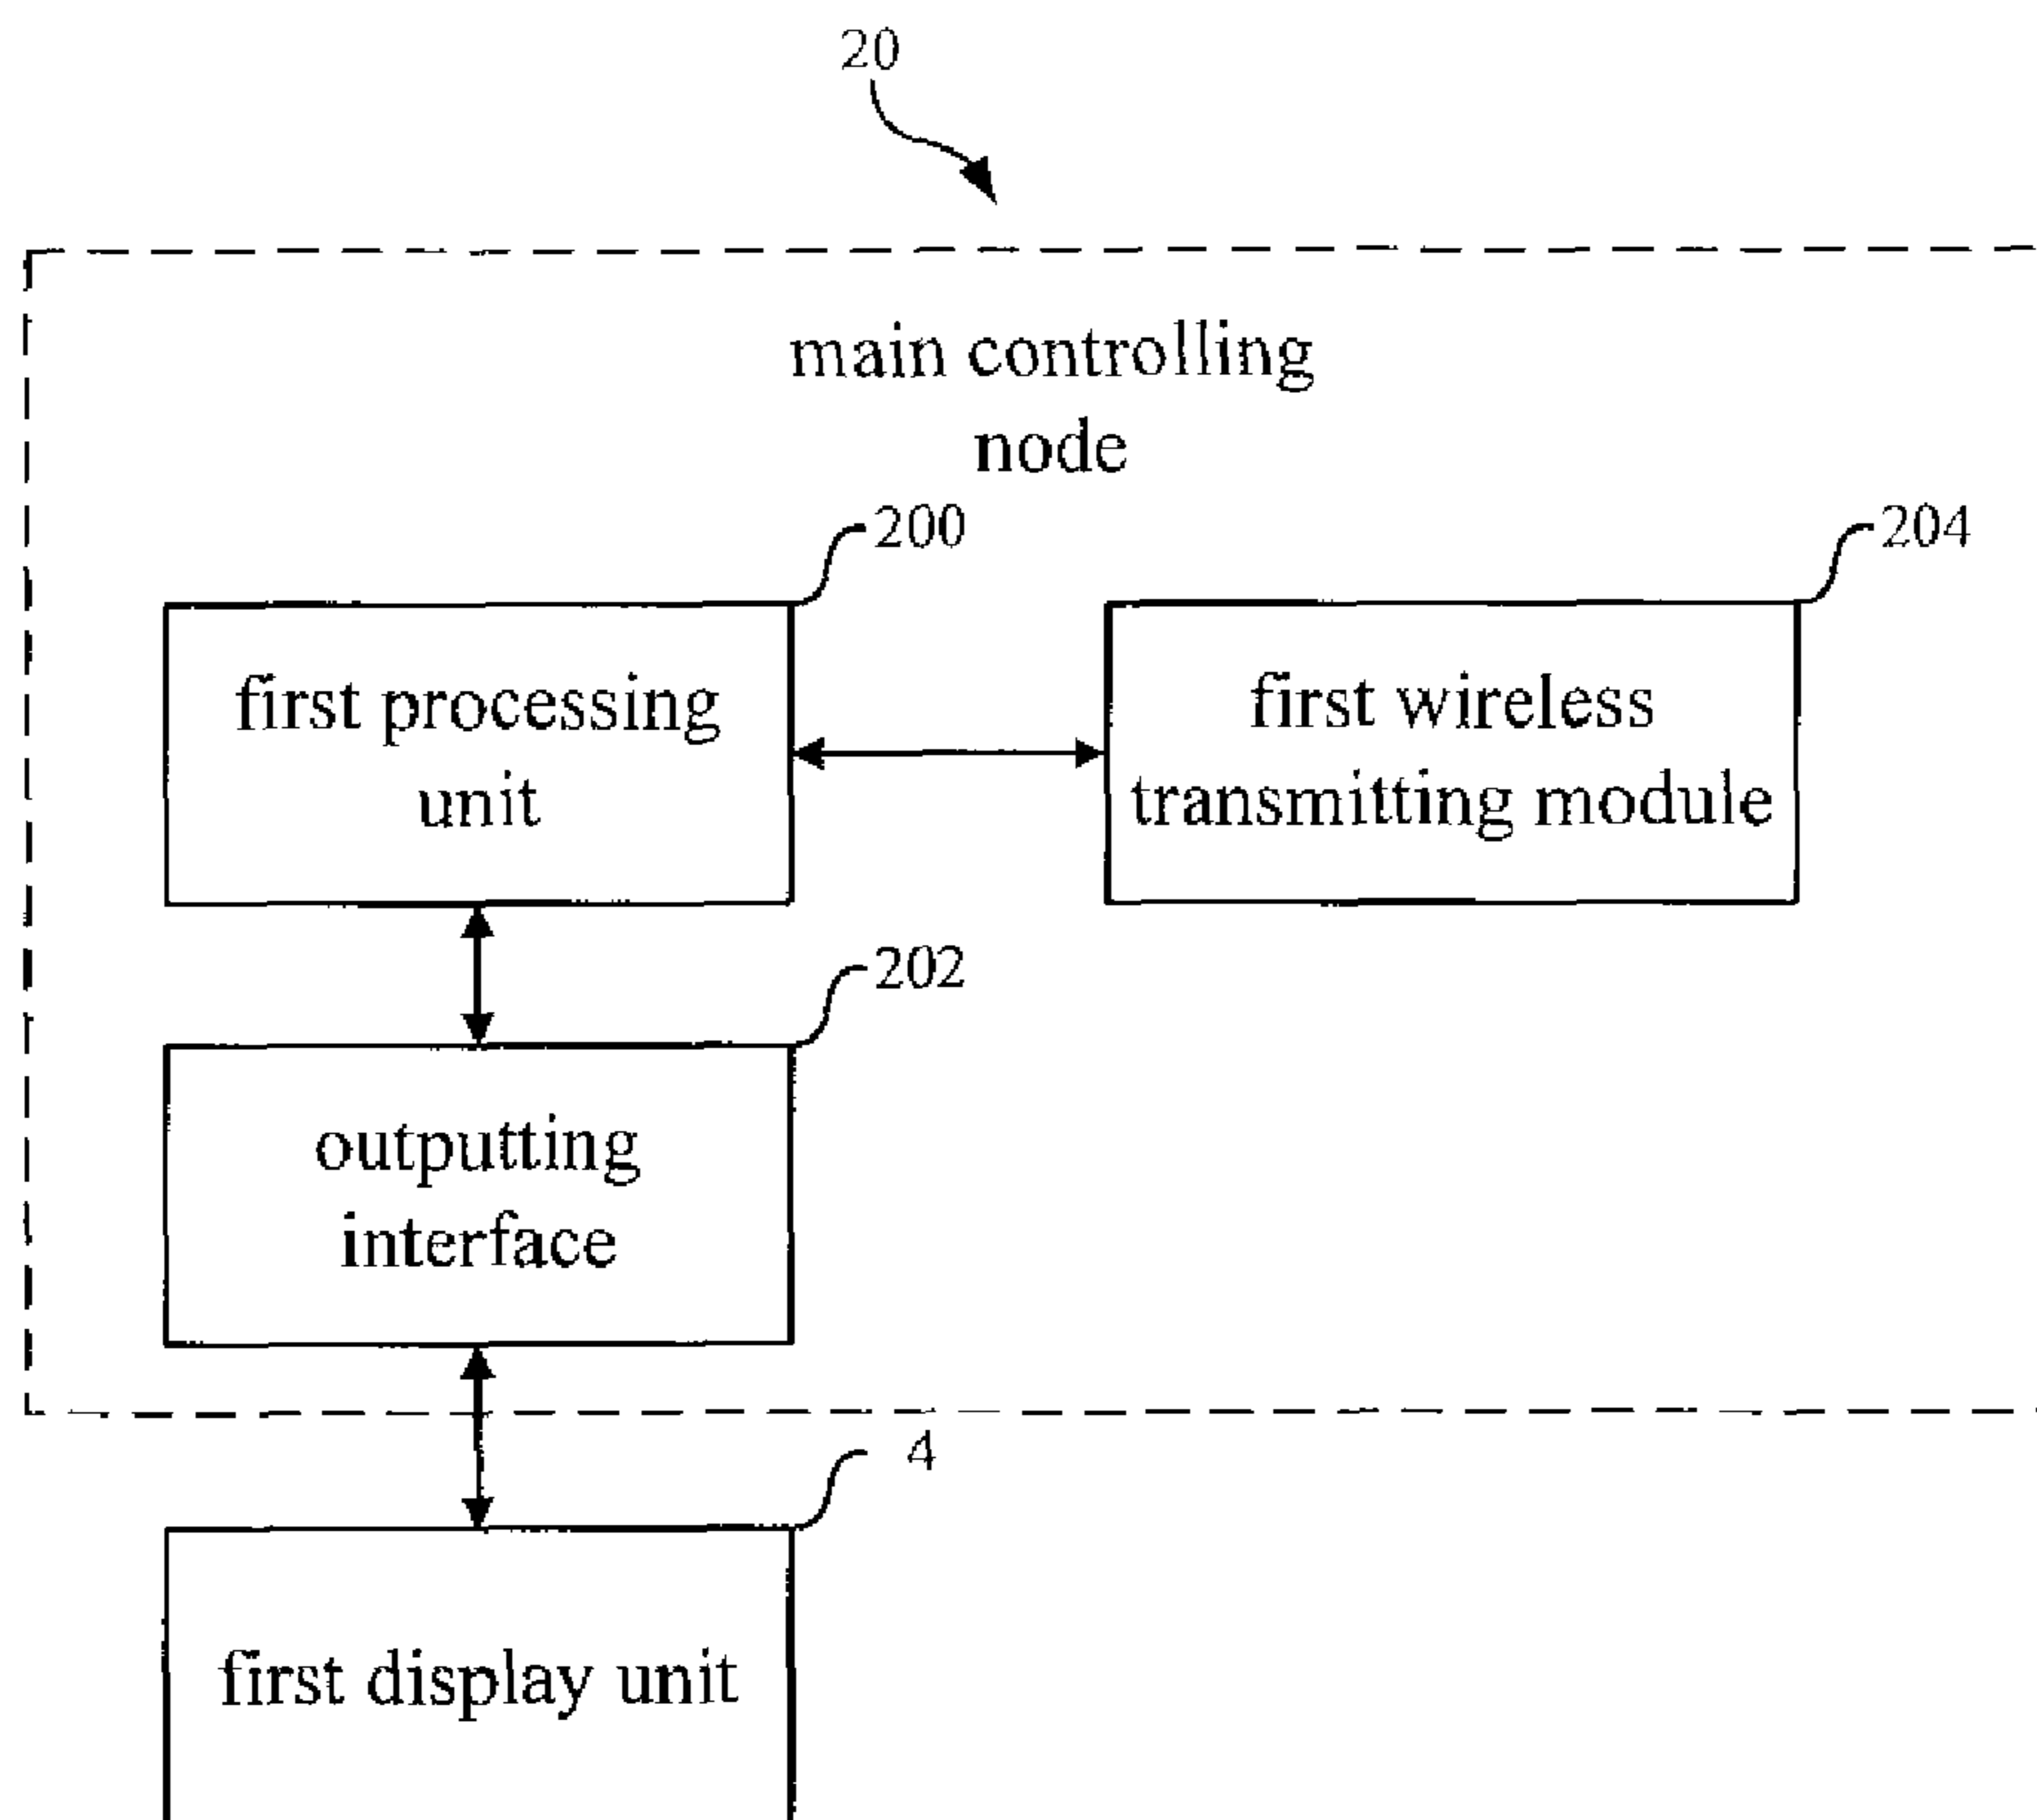 20
main controlling
node
200
204
first processing
unit
first wireless
transmitting module
202
outputting
interface
4
first display unit